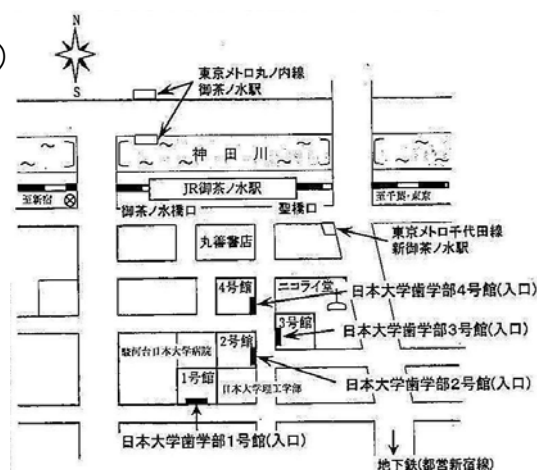 N
S
東京メトロ丸ノ内線
御茶ノ水駅
神田川
JR御茶ノ水駅
至新宿
至千葉・東京
御茶ノ水橋口
聖橋口
丸善書店
東京メトロ千代田線
新御茶ノ水駅
4号館
ニコライ堂
日本大学歯学部4号館(入口)
3号館
日本大学歯学部3号館(入口)
駿河台日本大学病院
2号館
1号館
日本大学理工学部
日本大学歯学部2号館(入口)
日本大学歯学部1号館(入口)
地下鉄(都営新宿線)